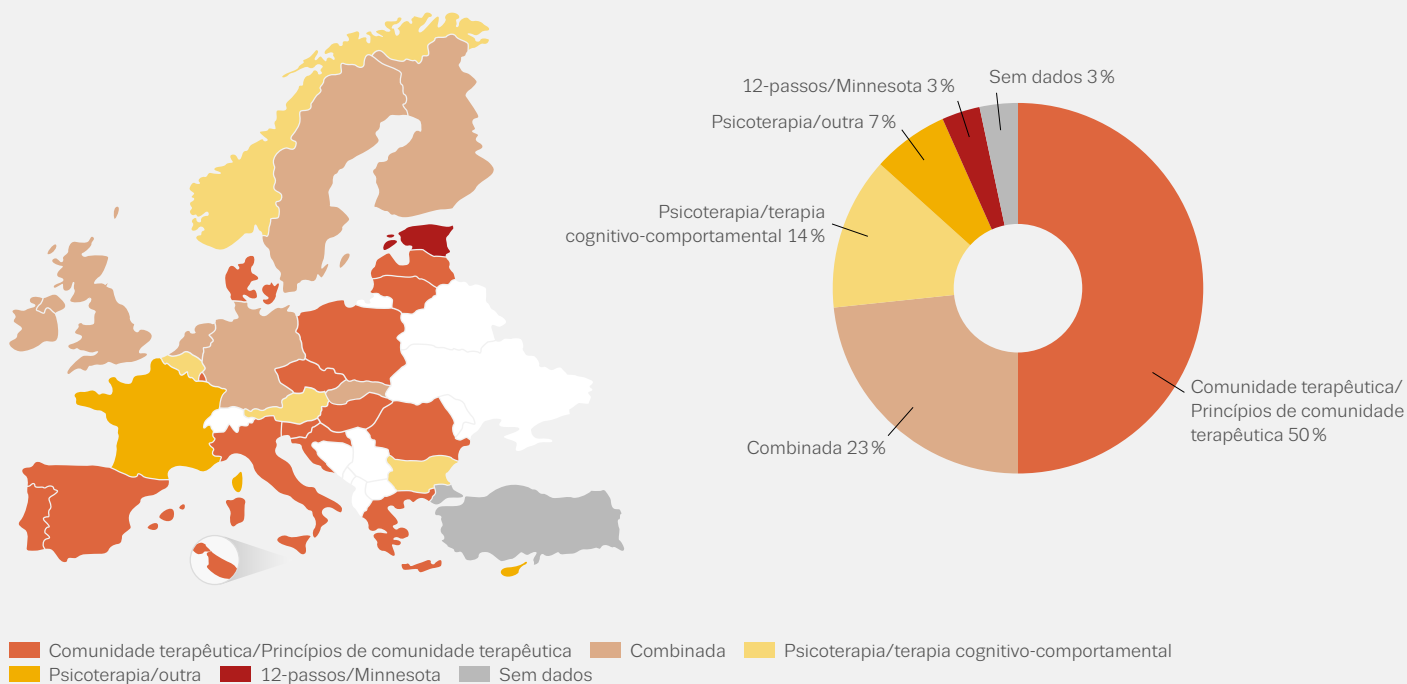 12-passos/Minnesota 3 %
Sem dados 3 %
Psicoterapia/outra 7 %
Psicoterapia/terapia
cognitivo-comportamental 14 %
Combinada 23 %
Comunidade terapêutica/
Princípios de comunidade
terapêutica 50 %
Comunidade terapêutica/Princípios de comunidade terapêutica
Combinada
Psicoterapia/terapia cognitivo-comportamental
Psicoterapia/outra
12-passos/Minnesota
Sem dados